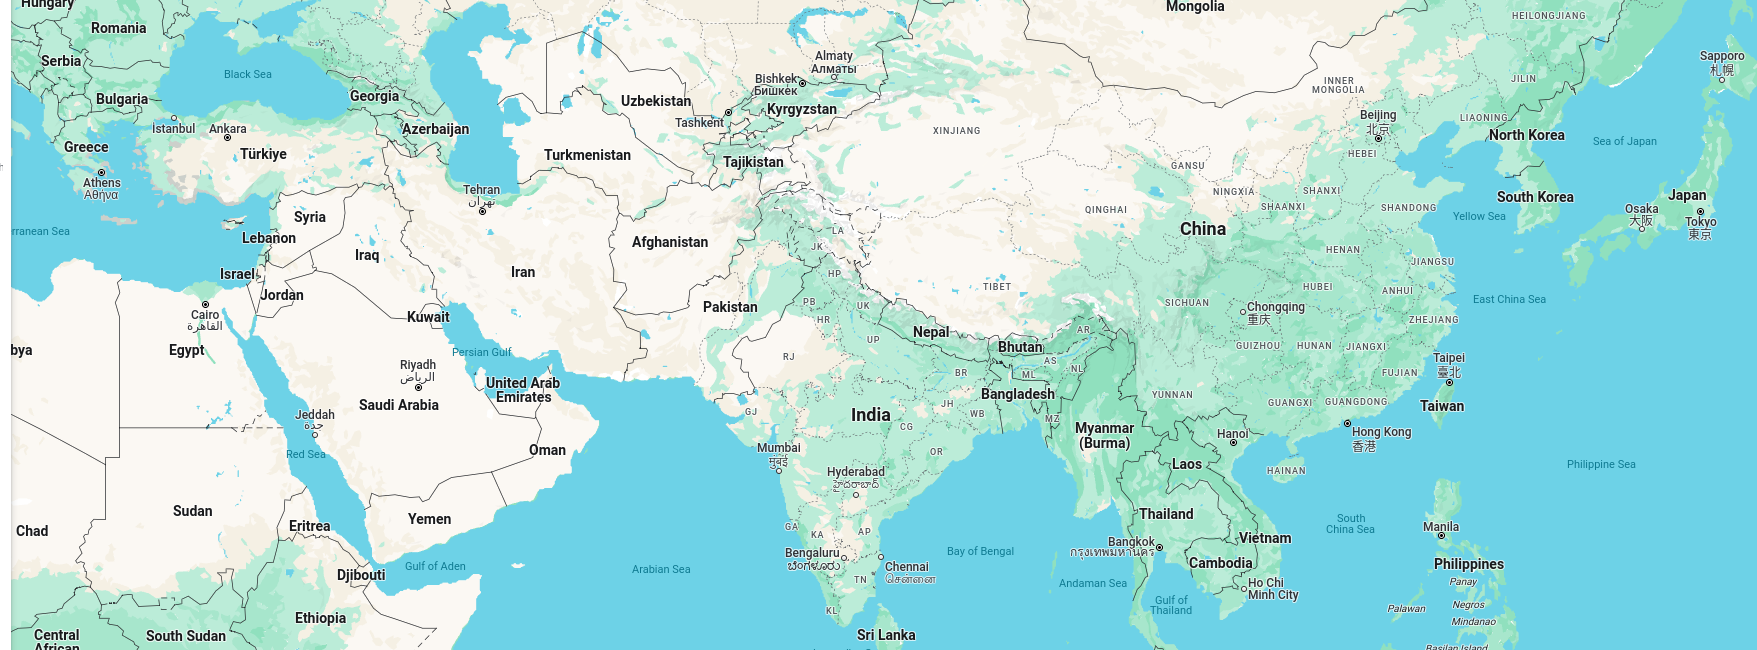 Hungary
Romania
Serbia
Bulgaria
Black Sea
Georgia
Azerbaijan
Istanbul
Ankara
Türkiye
Greece
Athens
Αθήνα
Syria
Lebanon
Israel
Jordan
Iraq
Iran
Tehran
تهران
Kuwait
Persian Gulf
Cairo
القاهرة
Egypt
Riyadh
الرياض
Saudi Arabia
United Arab
Emirates
Jeddah
جدة
Red Sea
Oman
Yemen
Sudan
Chad
Eritrea
Djibouti
Gulf of Aden
Ethiopia
South Sudan
Central
African
Uzbekistan
Turkmenistan
Tashkent
Bishkek
Бишкек
Almaty
Алматы
Kyrgyzstan
Tajikistan
Afghanistan
Pakistan
Mongolia
XINJIANG
GANSU
QINGHAI
NINGXIA
TIBET
China
INNER
MONGOLIA
HEILONGJIANG
JILIN
LIAONING
Beijing
北京
HEBEI
SHANXI
SHAANXI
SHANDONG
HENAN
JIANGSU
HUBEI
ANHUI
SICHUAN
Chongqing
重庆
ZHEJIANG
GUIZHOU
HUNAN
JIANGXI
FUJIAN
YUNNAN
GUANGXI
GUANGDONG
HAINAN
Hong Kong
香港
Taipei
臺北
Taiwan
North Korea
South Korea
Sea of Japan
Yellow Sea
East China Sea
Sapporo
札幌
Japan
Osaka
大阪
Tokyo
東京
Philippine Sea
LA
JK
HP
PB
UK
HR
UP
RJ
Nepal
Bhutan
AR
AS
NL
BR
ML
Bangladesh
JH
WB
MZ
GJ
India
CG
OR
Mumbai
मुंबई
Hyderabad
హైదరాబాద్
GA
KA
AP
Bengaluru
ಬೆಂಗಳೂರು
Chennai
சென்னை
TN
KL
Sri Lanka
Arabian Sea
Bay of Bengal
Andaman Sea
Myanmar
(Burma)
Hanoi
Laos
Thailand
Bangkok
กรุงเทพมหานคร
Vietnam
Cambodia
Ho Chi
Minh City
Gulf of
Thailand
South
China Sea
Manila
Philippines
Panay
Palawan
Negros
Mindanao
Basilan Island